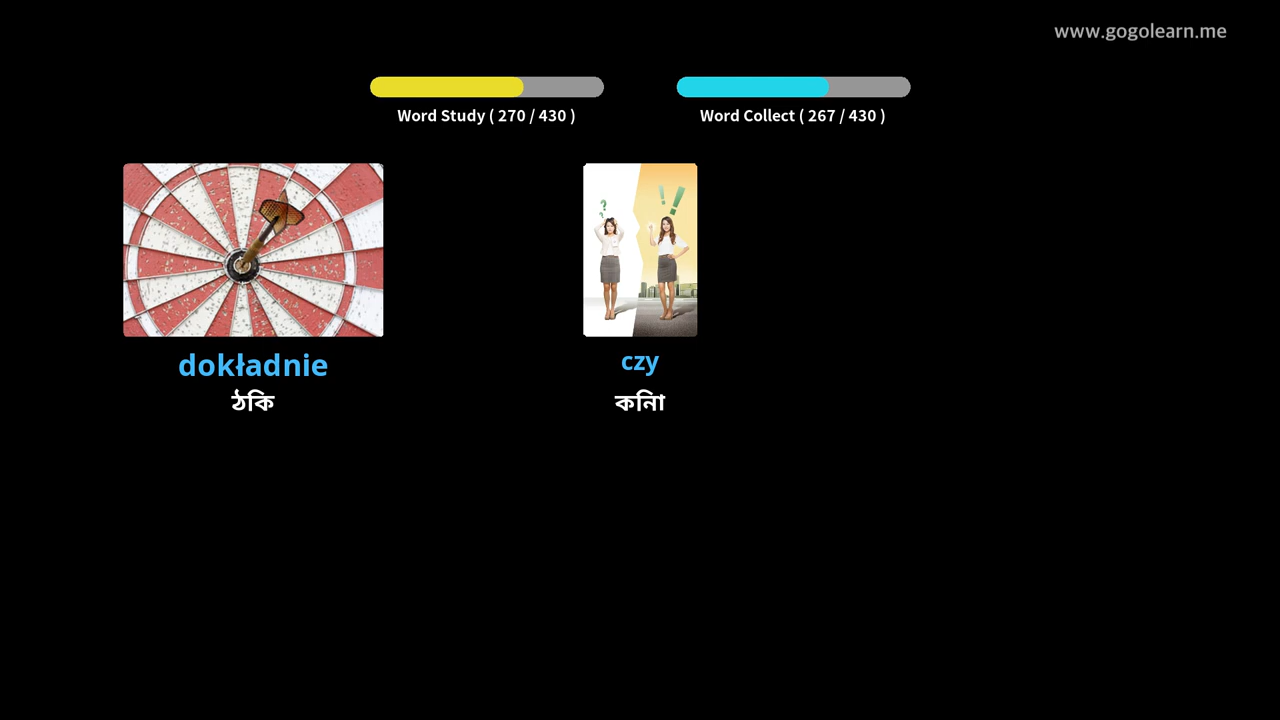 www.gogolearn.me
Word Study ( 270 / 430 )
Word Collect ( 267 / 430 )
dokładnie
ঠিক
czy
কিনা